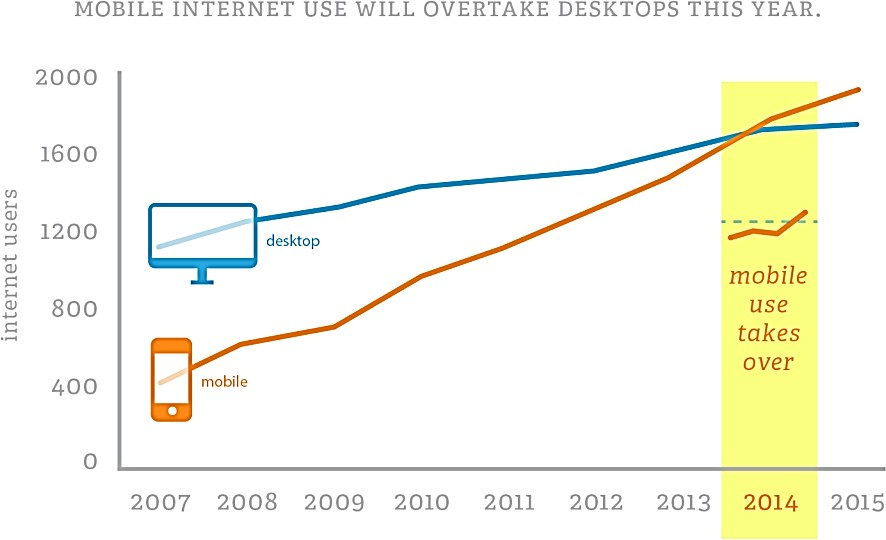 MOBILE INTERNET USE WILL OVERTAKE DESKTOPS THIS YEAR.
2000
1600
1200
800
400
0
internet users
desktop
mobile
mobile
use
takes
over
2007 2008 2009 2010 2011 2012 2013 2014 2015